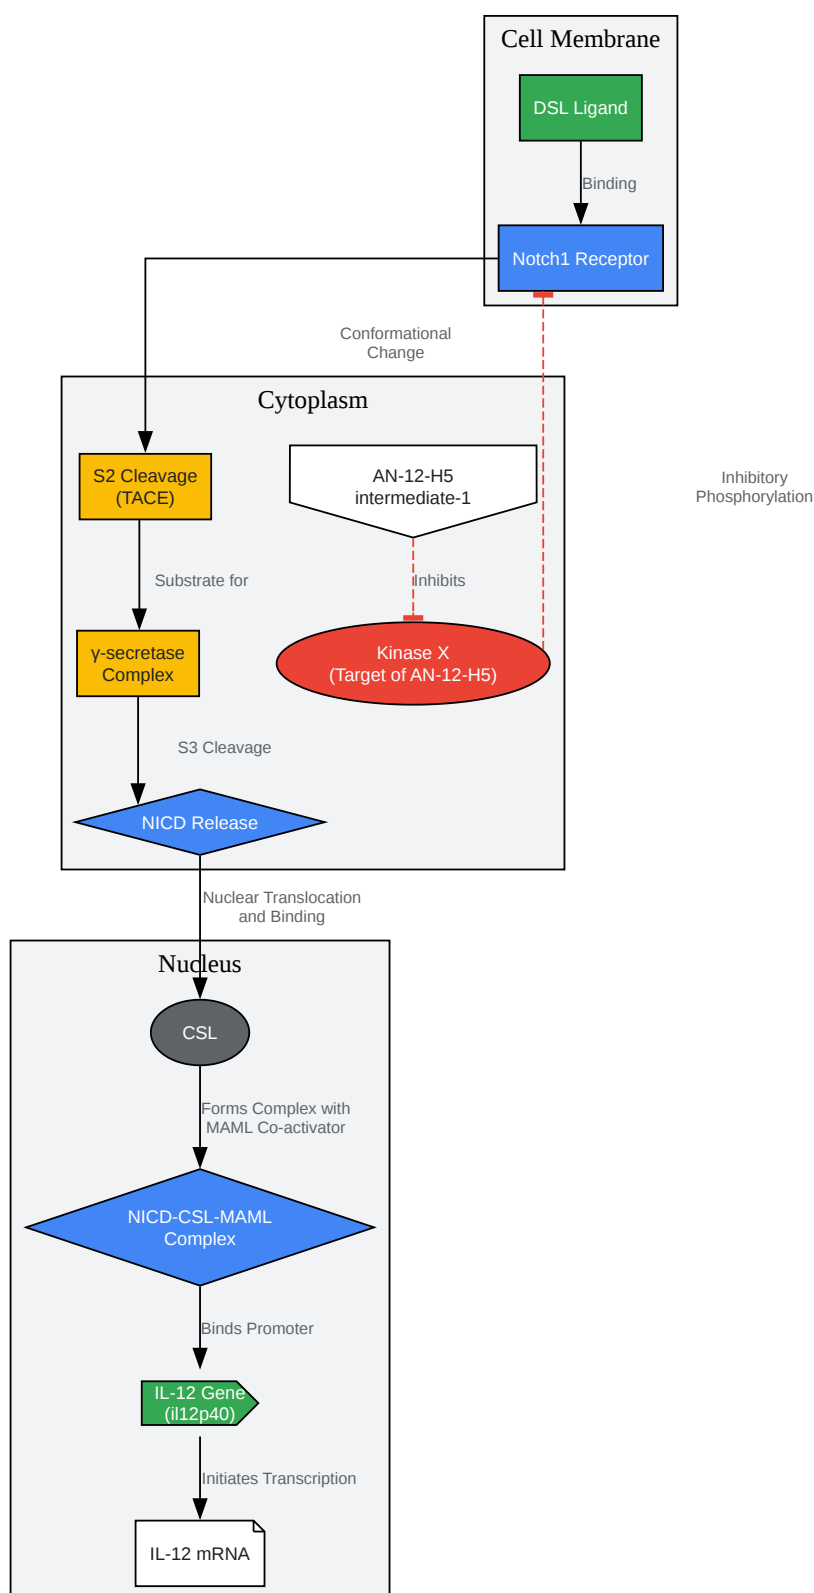 Cell Membrane
DSL Ligand
Binding
Notch1 Receptor
Conformational
Change
Cytoplasm
S2 Cleavage
(TACE)
AN-12-H5
intermediate-1
Inhibitory
Phosphorylation
Substrate for
Inhibits
γ-secretase
Complex
Kinase X
(Target of AN-12-H5)
S3 Cleavage
NICD Release
Nuclear Translocation
and Binding
Nucleus
CSL
Forms Complex with
MAML Co-activator
NICD-CSL-MAML
Complex
Binds Promoter
IL-12 Gene
(il12p40)
Initiates Transcription
IL-12 mRNA